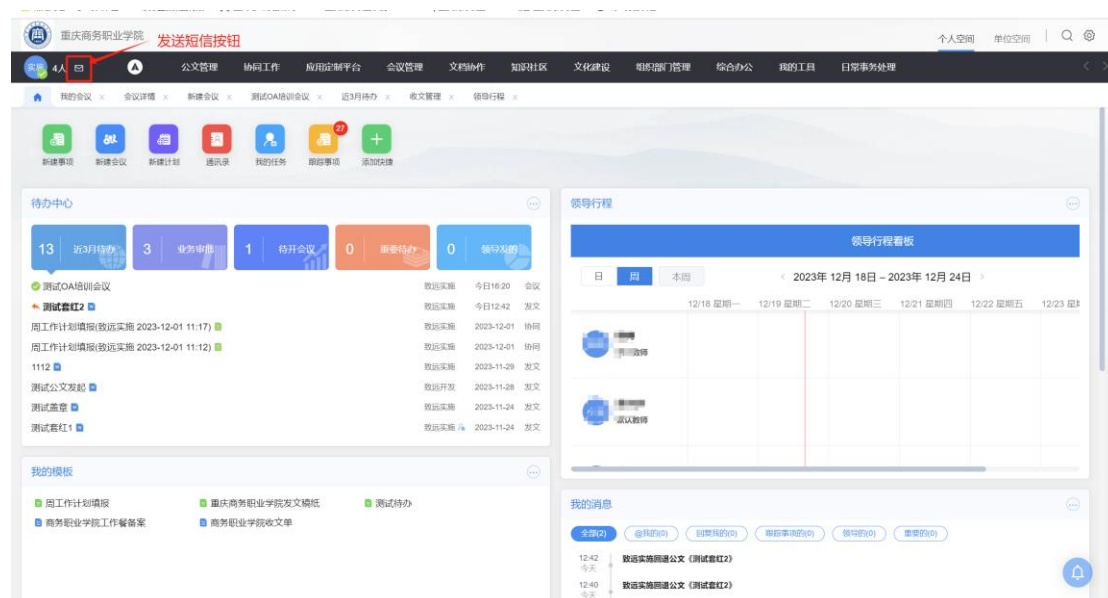 重庆商务职业学院
发送短信按钮
个人空间 单位空间
4人
公文管理 协同工作 应用定制平台 会议管理 文档协作 知识社区 文化建设 组织部门管理 综合办公 我的工具 日常事务处理
我的会议 会议详情 新建会议 测试OA培训会议 近3月待办 收文管理 领导行程
27
新建事项 新建会议 新建计划 通讯录 我的任务 跟踪事项 添加快捷
待办中心
13 近3月待办 3 业务审批 1 待开会议 0 重要待办 0 领导发的
测试OA培训会议 致远实施 今日16:20 会议
测试套红2 致远实施 今日12:42 发文
周工作计划填报(致远实施 2023-12-01 11:17) 致远实施 2023-12-01 协同
周工作计划填报(致远实施 2023-12-01 11:12) 致远实施 2023-12-01 协同
1112 致远实施 2023-11-29 发文
测试公文发起 致远开发 2023-11-28 发文
测试盖章 致远实施 2023-11-24 发文
测试套红1 致远实施 2023-11-24 发文
我的模板
周工作计划填报 重庆商务职业学院发文稿纸 测试待办
商务职业学院工作餐备案 商务职业学院收文单
领导行程
领导行程看板
日 周 本周 2023年 12月 18日 – 2023年 12月 24日
12/18 星期一 12/19 星期二 12/20 星期三 12/21 星期四 12/22 星期五 12/23 星期
教师
默认教师
我的消息
全部(2) @我的(0) 回复我的(0) 跟踪事项的(0) 领导的(0) 重要的(0)
12:42 致远实施回退公文《测试套红2》
今天
12:40 致远实施回退公文《测试套红2》
今天